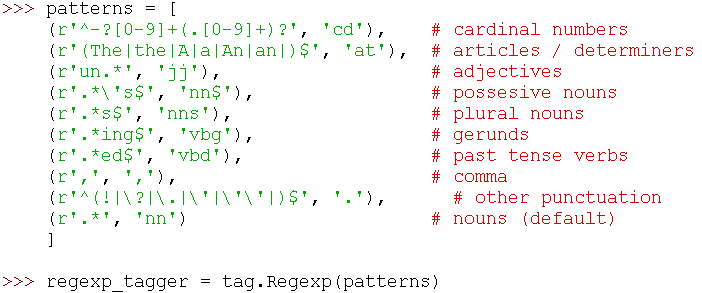 >>> patterns = [
    (r'^-?[0-9]+(.[0-9]+)?', 'cd'),    # cardinal numbers
    (r'(The|the|A|a|An|an|)$', 'at'),  # articles / determiners
    (r'un.*', 'jj'),                   # adjectives
    (r'.*\'s$', 'nn$'),                # possesive nouns
    (r'.*s$', 'nns'),                  # plural nouns
    (r'.*ing$', 'vbg'),                # gerunds
    (r'.*ed$', 'vbd'),                 # past tense verbs
    (r',', ','),                       # comma
    (r'^(!|\?|\.|\'|\'\'|)$', '.'),      # other punctuation
    (r'.*', 'nn')                      # nouns (default)
    ]
>>> regexp_tagger = tag.Regexp(patterns)